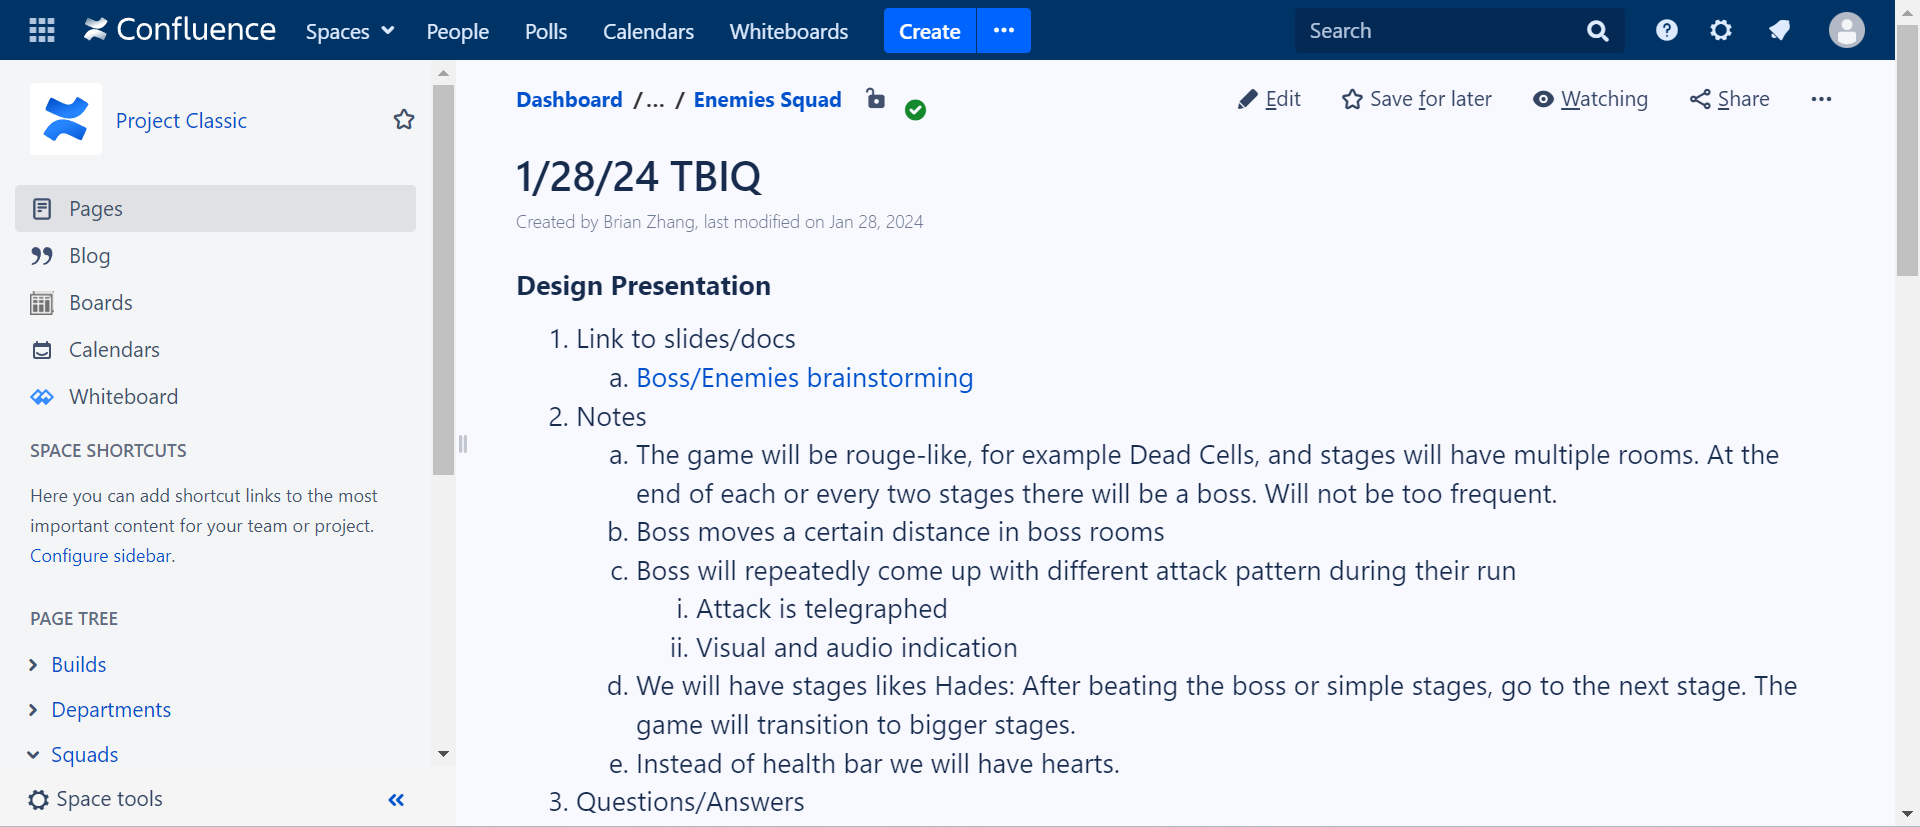 Confluence Spaces People Polls Calendars Whiteboards Create Search
Project Classic
Pages
Blog
Boards
Calendars
Whiteboard
SPACE SHORTCUTS
Here you can add shortcut links to the most
important content for your team or project.
Configure sidebar.
PAGE TREE
Builds
Departments
Squads
Space tools
Dashboard /... / Enemies Squad
Edit Save for later Watching Share
1/28/24 TBIQ
Created by Brian Zhang, last modified on Jan 28, 2024
Design Presentation
1. Link to slides/docs
a. Boss/Enemies brainstorming
2. Notes
a. The game will be rouge-like, for example Dead Cells, and stages will have multiple rooms. At the
end of each or every two stages there will be a boss. Will not be too frequent.
b. Boss moves a certain distance in boss rooms
c. Boss will repeatedly come up with different attack pattern during their run
i. Attack is telegraphed
ii. Visual and audio indication
d. We will have stages likes Hades: After beating the boss or simple stages, go to the next stage. The
game will transition to bigger stages.
e. Instead of health bar we will have hearts.
3. Questions/Answers